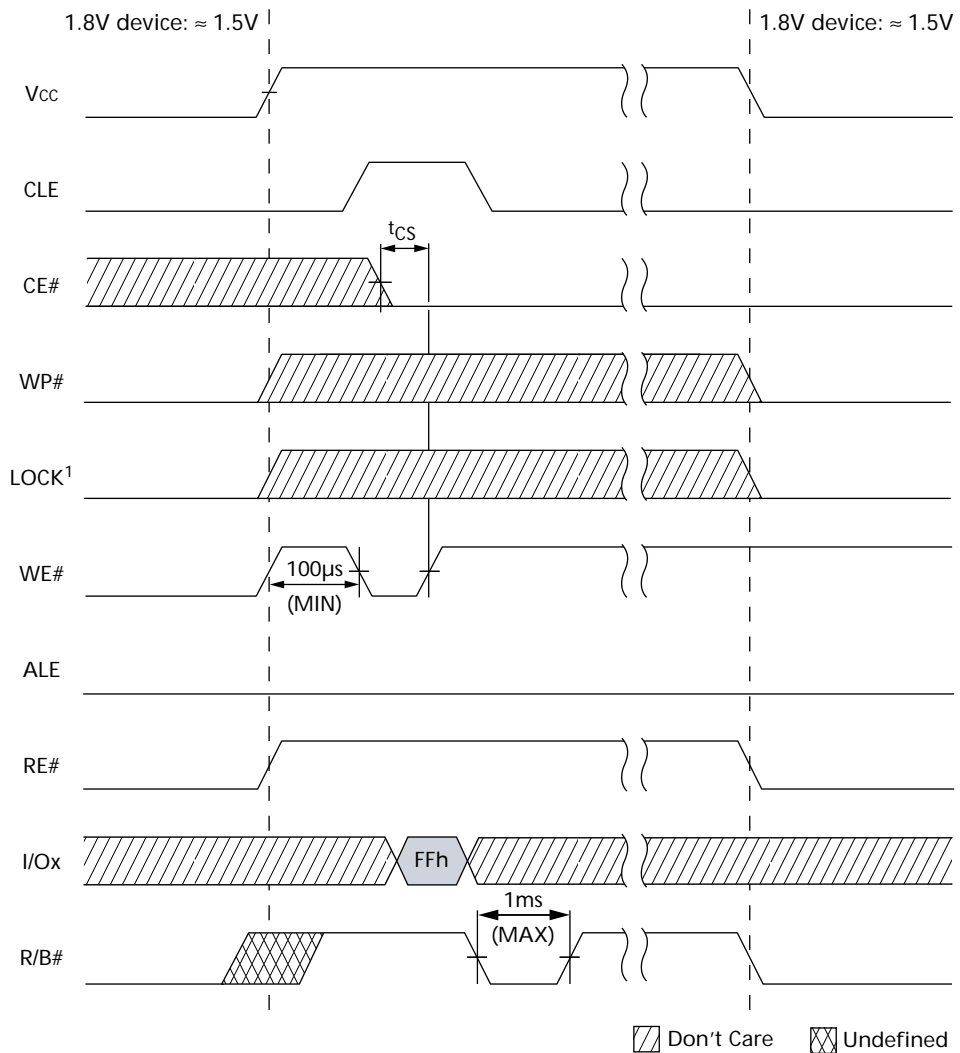 1.8V device: ≈ 1.5V
1.8V device: ≈ 1.5V
Vcc
CLE
tCS
CE#
WP#
LOCK¹
WE#
100µs
(MIN)
ALE
RE#
I/Ox
FFh
1ms
(MAX)
R/B#
Don't Care
Undefined